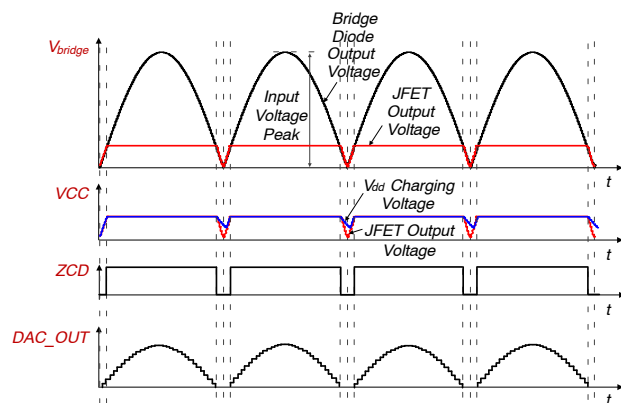 Bridge
Diode
Output
Voltage
V_bridge
Input
Voltage
Peak
JFET
Output
Voltage
t
VCC
V_dd Charging
Voltage
JFET Output
Voltage
t
ZCD
t
DAC_OUT
t